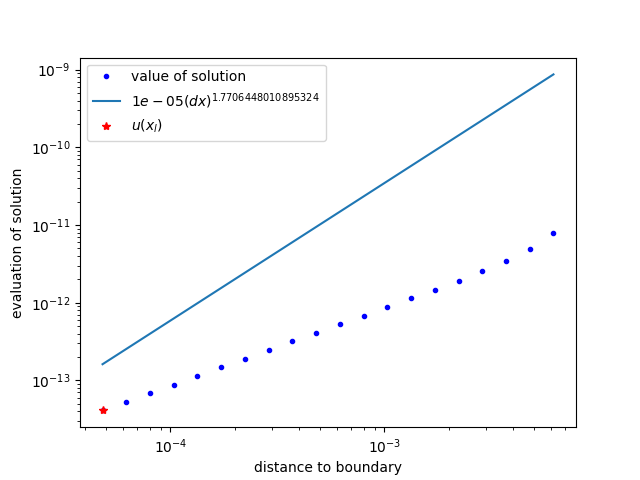 value of solution
1e − 05(dx)^1.7706448010895324
u(x_l)
10^-9
10^-10
10^-11
10^-12
10^-13
evaluation of solution
10^-4
10^-3
distance to boundary